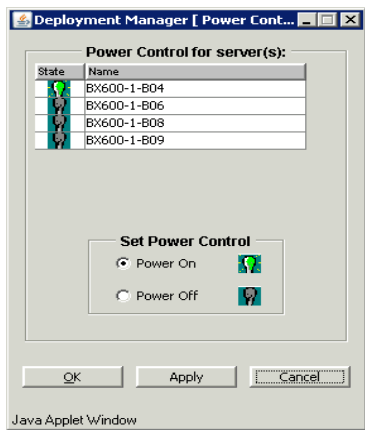 Deployment Manager [ Power Cont...
Power Control for server(s):
State Name
BX600-1-B04
BX600-1-B06
BX600-1-B08
BX600-1-B09
Set Power Control
Power On
Power Off
OK Apply Cancel
Java Applet Window